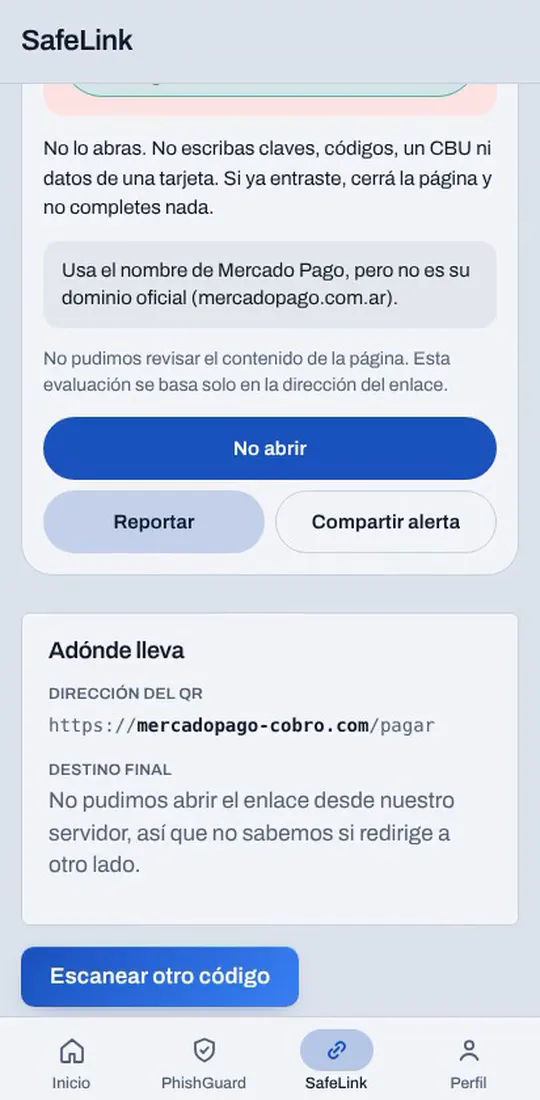 SafeLink
No lo abras. No escribas claves, códigos, un CBU ni
datos de una tarjeta. Si ya entraste, cerrá la página y
no completes nada.
Usa el nombre de Mercado Pago, pero no es su
dominio oficial (mercadopago.com.ar).
No pudimos revisar el contenido de la página. Esta
evaluación se basa solo en la dirección del enlace.
No abrir
Reportar
Compartir alerta
Adónde lleva
DIRECCIÓN DEL QR
https://mercadopago-cobro.com/pagar
DESTINO FINAL
No pudimos abrir el enlace desde nuestro
servidor, así que no sabemos si redirige a
otro lado.
Escanear otro código
Inicio
PhishGuard
SafeLink
Perfil